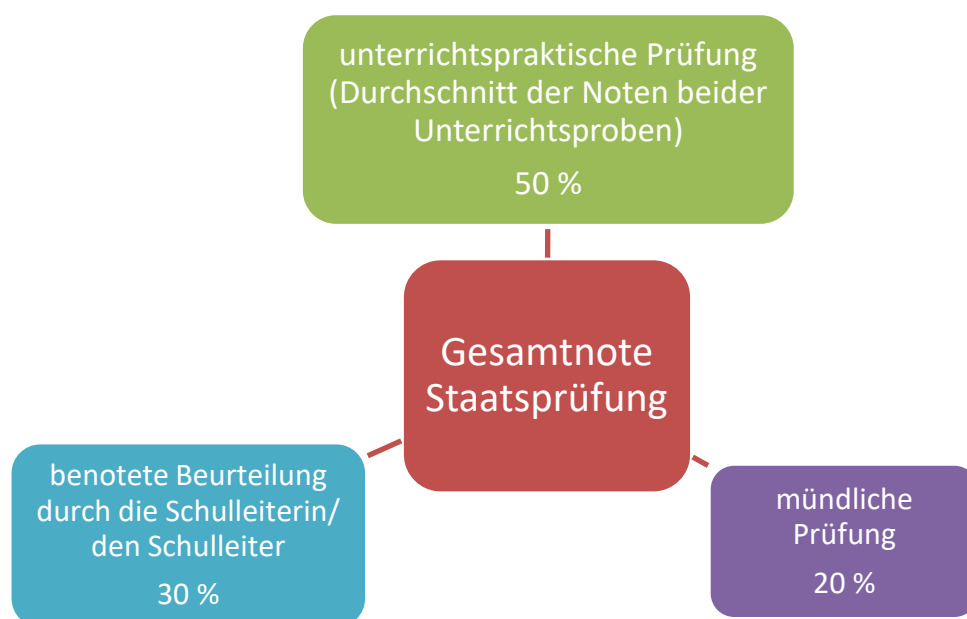 unterrichtspraktische Prüfung
(Durchschnitt der Noten beider
Unterrichtsproben)
50 %
Gesamtnote
Staatsprüfung
benotete Beurteilung
durch die Schulleiterin/
den Schulleiter
30 %
mündliche
Prüfung
20 %